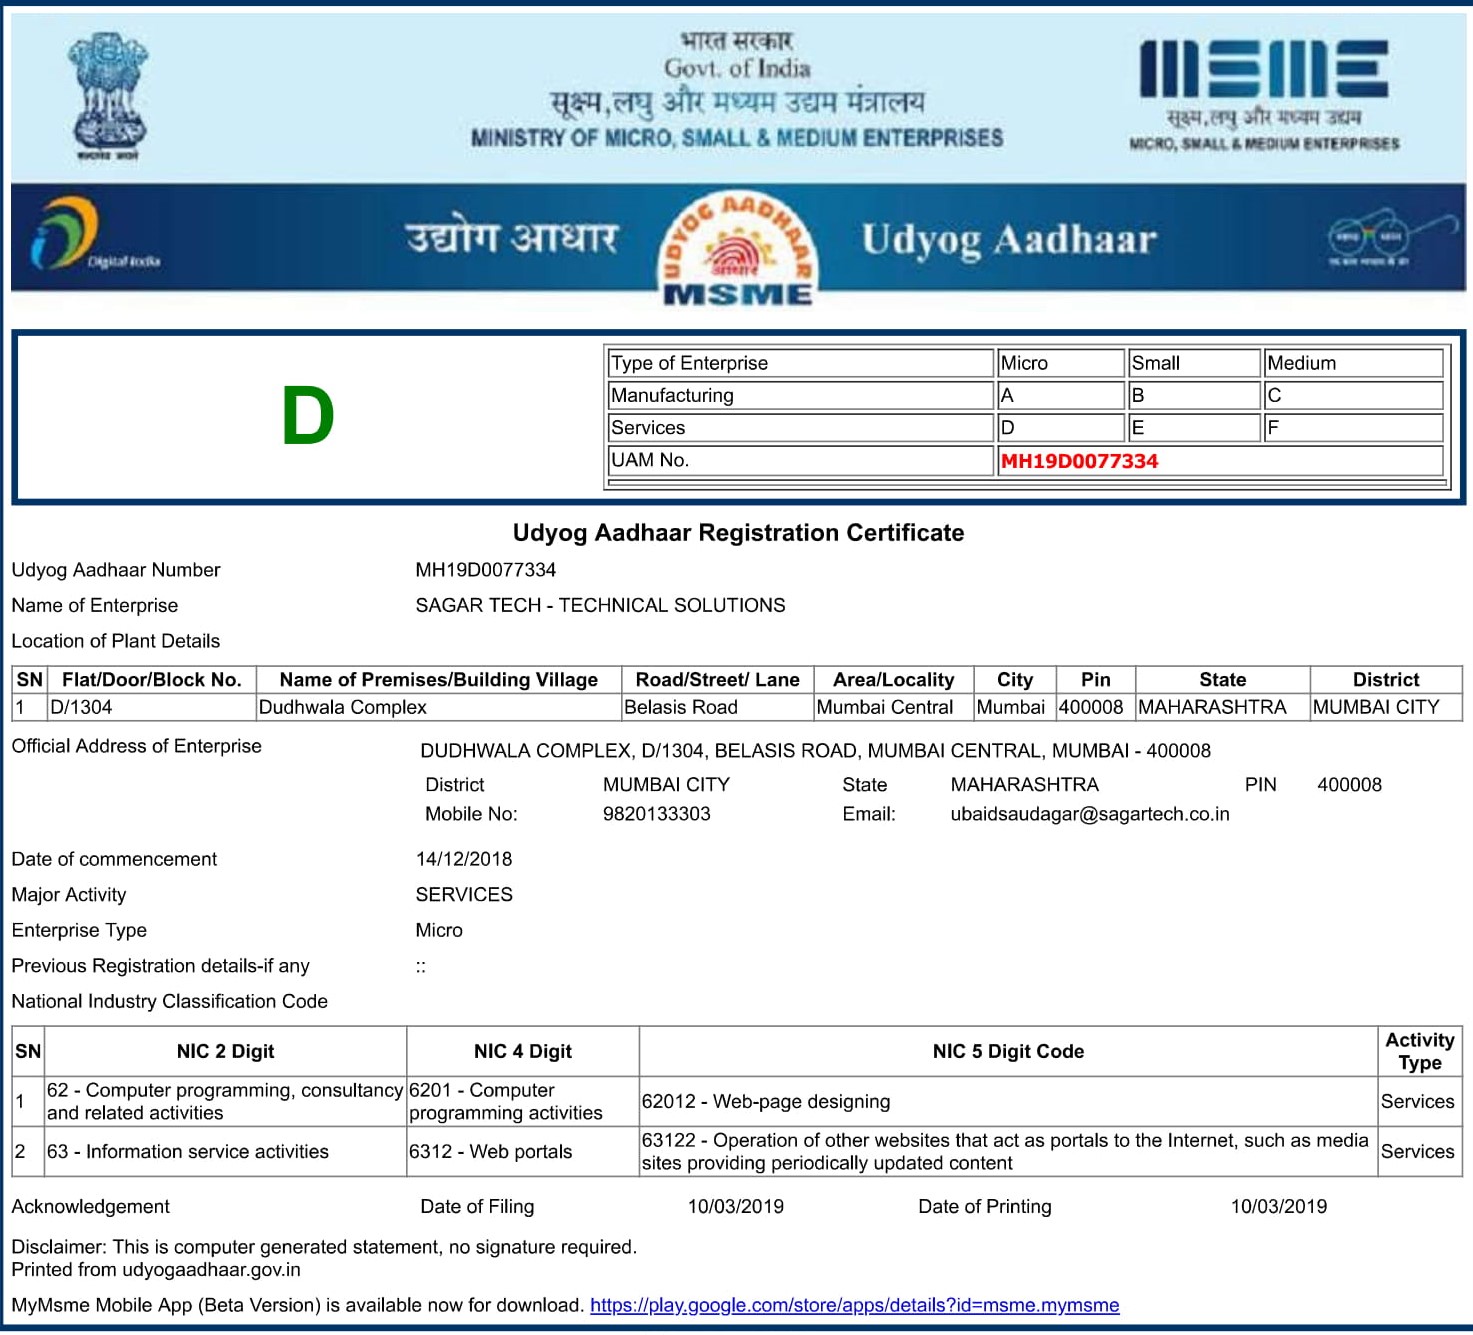 भारत सरकार
Govt. of India
सूक्ष्म,लघु और मध्यम उद्यम मंत्रालय
MINISTRY OF MICRO, SMALL & MEDIUM ENTERPRISES
सत्यमेव जयते
msme
सूक्ष्म,लघु और मध्यम उद्यम
MICRO, SMALL & MEDIUM ENTERPRISES
Digital India
उद्योग आधार
UDYOG AADHAAR
आधार
MSME
Udyog Aadhaar
D
Type of Enterprise Micro Small Medium
Manufacturing A B C
Services D E F
UAM No. MH19D0077334
Udyog Aadhaar Registration Certificate
Udyog Aadhaar Number MH19D0077334
Name of Enterprise SAGAR TECH - TECHNICAL SOLUTIONS
Location of Plant Details
SN Flat/Door/Block No. Name of Premises/Building Village Road/Street/ Lane Area/Locality City Pin State District
1 D/1304 Dudhwala Complex Belasis Road Mumbai Central Mumbai 400008 MAHARASHTRA MUMBAI CITY
Official Address of Enterprise DUDHWALA COMPLEX, D/1304, BELASIS ROAD, MUMBAI CENTRAL, MUMBAI - 400008
District MUMBAI CITY State MAHARASHTRA PIN 400008
Mobile No: 9820133303 Email: ubaidsaudagar@sagartech.co.in
Date of commencement 14/12/2018
Major Activity SERVICES
Enterprise Type Micro
Previous Registration details-if any ::
National Industry Classification Code
SN NIC 2 Digit NIC 4 Digit NIC 5 Digit Code Activity Type
1 62 - Computer programming, consultancy and related activities 6201 - Computer programming activities 62012 - Web-page designing Services
2 63 - Information service activities 6312 - Web portals 63122 - Operation of other websites that act as portals to the Internet, such as media sites providing periodically updated content Services
Acknowledgement Date of Filing 10/03/2019 Date of Printing 10/03/2019
Disclaimer: This is computer generated statement, no signature required.
Printed from udyogaadhaar.gov.in
MyMsme Mobile App (Beta Version) is available now for download. https://play.google.com/store/apps/details?id=msme.mymsme